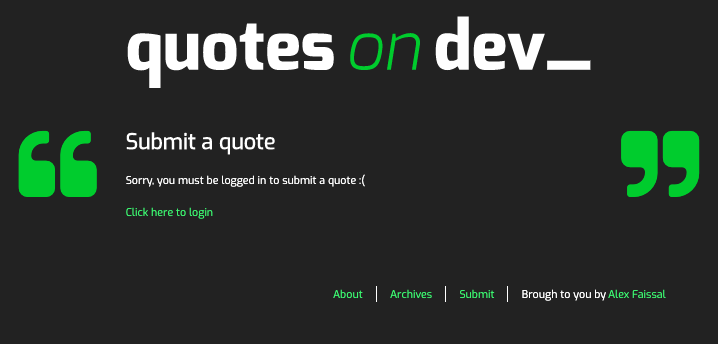 quotes on dev_
Submit a quote
Sorry, you must be logged in to submit a quote :(
Click here to login
About | Archives | Submit | Brough to you by Alex Faissal